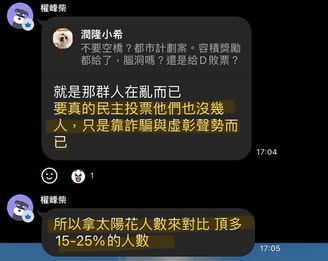 權峰柴
潤隆小希
不要空橋？都市計劃案。容積獎勵
都給了，腦洞嗎？還是給D敗票？
就是那群人在亂而已
要真的民主投票他們也沒幾
人，只是靠詐騙與虛彰聲勢而
已
17:04
1
權峰柴
所以拿太陽花人數來對比 頂多
15-25%的人數
17:05